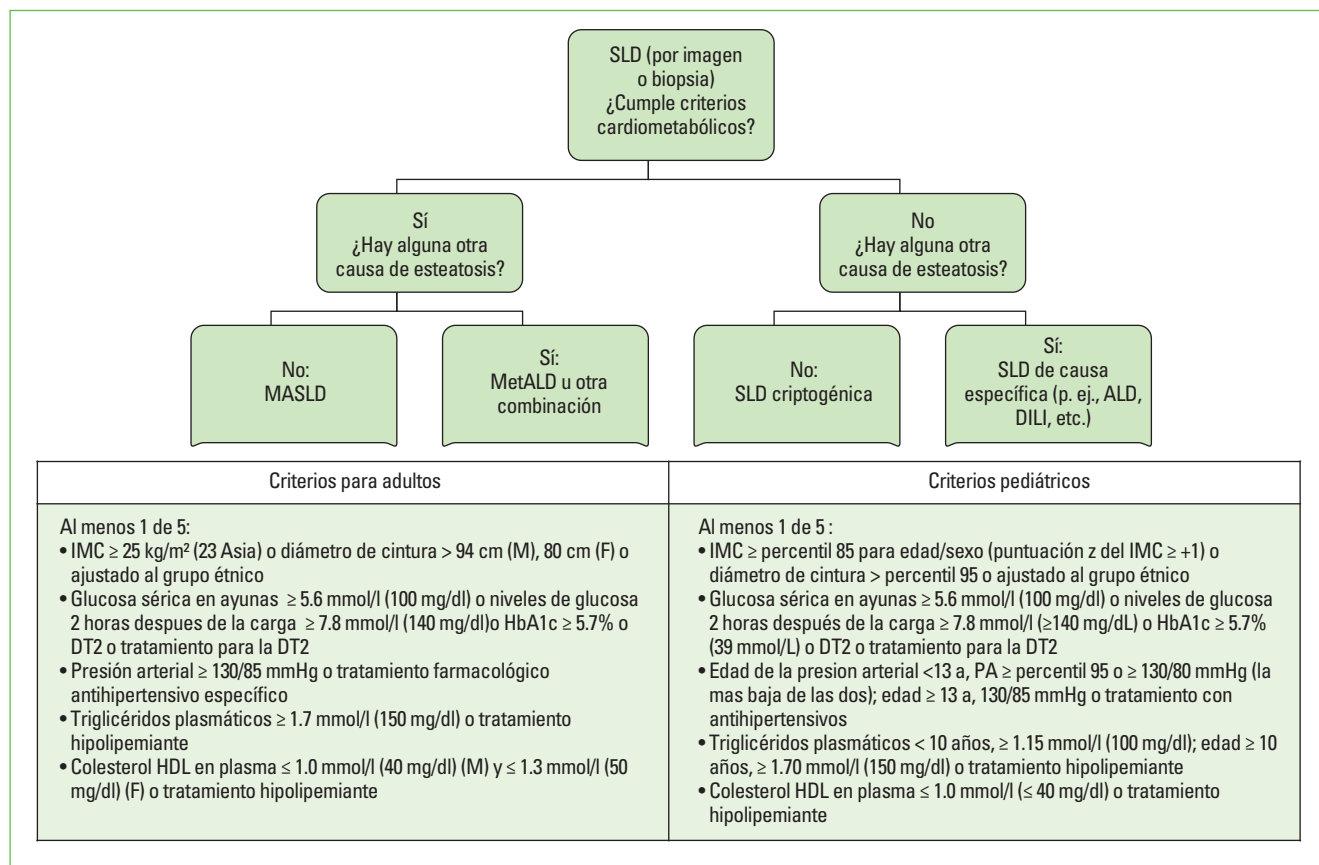 SLD (por imagen
o biopsia)
¿Cumple criterios
cardiometabólicos?
Sí
¿Hay alguna otra
causa de esteatosis?
No
¿Hay alguna otra
causa de esteatosis?
No:
MASLD
Sí:
MetALD u otra
combinación
No:
SLD criptogénica
Sí:
SLD de causa
específica (p. ej., ALD,
DILI, etc.)
Criterios para adultos
Al menos 1 de 5:
• IMC ≥ 25 kg/m² (23 Asia) o diámetro de cintura > 94 cm (M), 80 cm (F) o
ajustado al grupo étnico
• Glucosa sérica en ayunas ≥ 5.6 mmol/l (100 mg/dl) o niveles de glucosa
2 horas despues de la carga ≥ 7.8 mmol/l (140 mg/dl)o HbA1c ≥ 5.7% o
DT2 o tratamiento para la DT2
• Presión arterial ≥ 130/85 mmHg o tratamiento farmacológico
antihipertensivo específico
• Triglicéridos plasmáticos ≥ 1.7 mmol/l (150 mg/dl) o tratamiento
hipolipemiante
• Colesterol HDL en plasma ≤ 1.0 mmol/l (40 mg/dl) (M) y ≤ 1.3 mmol/l (50
mg/dl) (F) o tratamiento hipolipemiante
Criterios pediátricos
Al menos 1 de 5 :
• IMC ≥ percentil 85 para edad/sexo (puntuación z del IMC ≥ +1) o
diámetro de cintura > percentil 95 o ajustado al grupo étnico
• Glucosa sérica en ayunas ≥ 5.6 mmol/l (100 mg/dl) o niveles de glucosa
2 horas después de la carga ≥ 7.8 mmol/l (≥140 mg/dL) o HbA1c ≥ 5.7%
(39 mmol/L) o DT2 o tratamiento para la DT2
• Edad de la presion arterial <13 a, PA ≥ percentil 95 o ≥ 130/80 mmHg (la
mas baja de las dos); edad ≥ 13 a, 130/85 mmHg o tratamiento con
antihipertensivos
• Triglicéridos plasmáticos < 10 años, ≥ 1.15 mmol/l (100 mg/dl); edad ≥ 10
años, ≥ 1.70 mmol/l (150 mg/dl) o tratamiento hipolipemiante
• Colesterol HDL en plasma ≤ 1.0 mmol/l (≤ 40 mg/dl) o tratamiento
hipolipemiante